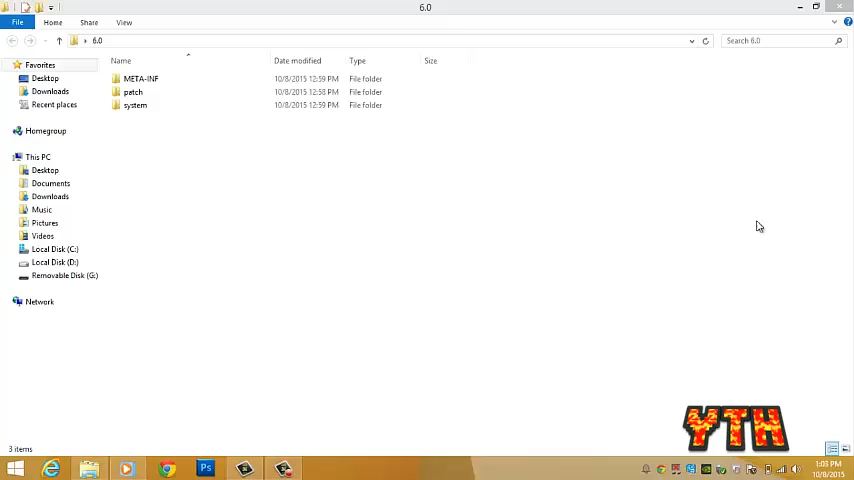 6.0
File Home Share View
6.0 Search 6.0
Name Date modified Type Size
Favorites
Desktop
Downloads
Recent places
Homegroup
This PC
Desktop
Documents
Downloads
Music
Pictures
Videos
Local Disk (C:)
Local Disk (D:)
Removable Disk (G:)
Network
META-INF 10/8/2015 12:59 PM File folder
patch 10/8/2015 12:58 PM File folder
system 10/8/2015 12:59 PM File folder
YTH
3 items
Ps
1:03 PM
10/8/2015